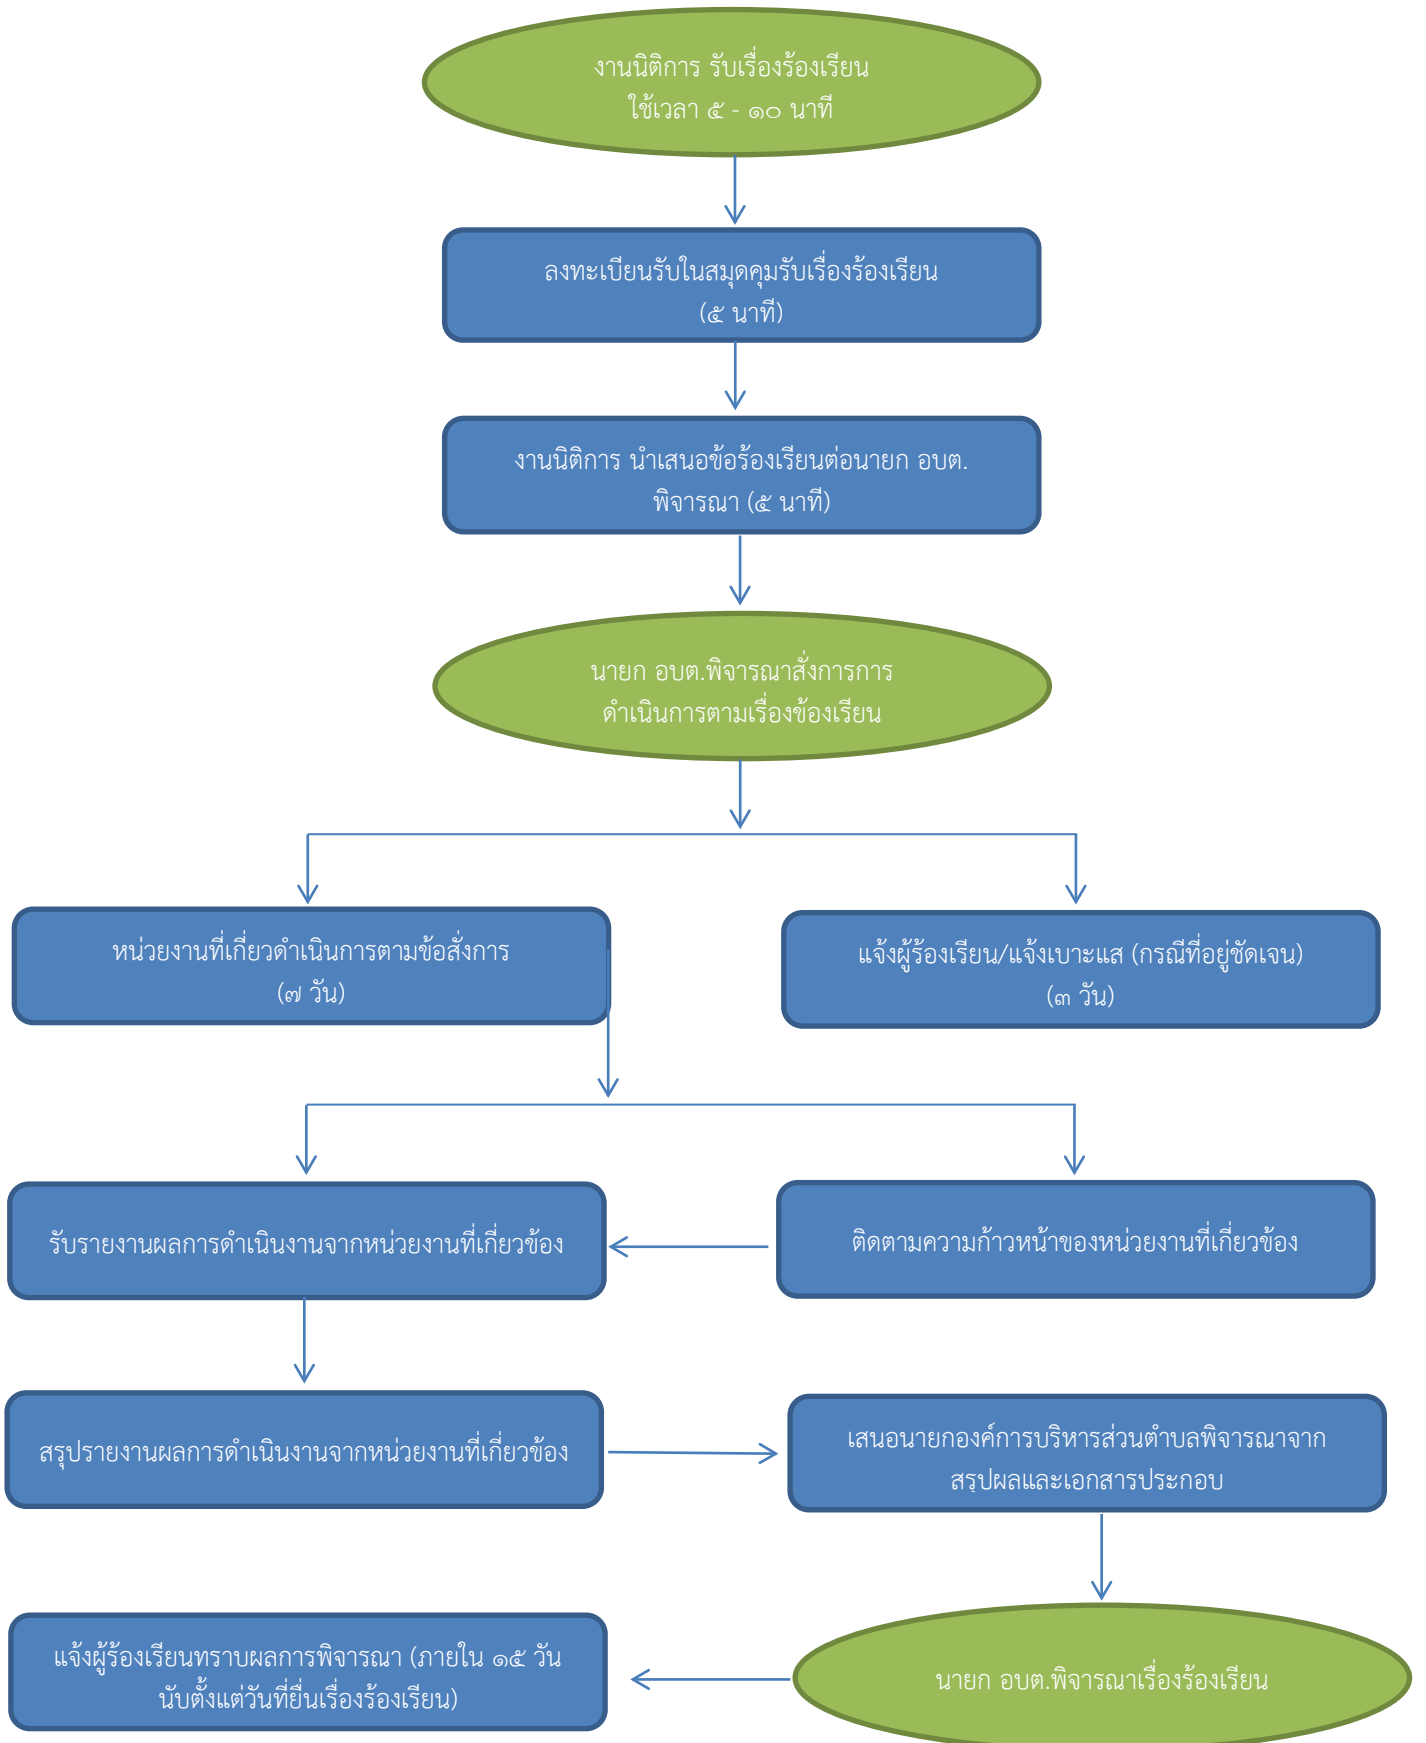 งานนิติการ รับเรื่องร้องเรียน
ใช้เวลา ๕ - ๑๐ นาที
ลงทะเบียนรับในสมุดคุมรับเรื่องร้องเรียน
(๕ นาที)
งานนิติการ นำเสนอข้อร้องเรียนต่อนายก อบต.
พิจารณา (๕ นาที)
นายก อบต.พิจารณาสั่งการการ
ดำเนินการตามเรื่องข้องเรียน
หน่วยงานที่เกี่ยวดำเนินการตามข้อสั่งการ
(๗ วัน)
แจ้งผู้ร้องเรียน/แจ้งเบาะแส (กรณีที่อยู่ชัดเจน)
(๓ วัน)
รับรายงานผลการดำเนินงานจากหน่วยงานที่เกี่ยวข้อง
ติดตามความก้าวหน้าของหน่วยงานที่เกี่ยวข้อง
สรุปรายงานผลการดำเนินงานจากหน่วยงานที่เกี่ยวข้อง
เสนอนายกองค์การบริหารส่วนตำบลพิจารณาจาก
สรุปผลและเอกสารประกอบ
แจ้งผู้ร้องเรียนทราบผลการพิจารณา (ภายใน ๑๕ วัน
นับตั้งแต่วันที่ยื่นเรื่องร้องเรียน)
นายก อบต.พิจารณาเรื่องร้องเรียน